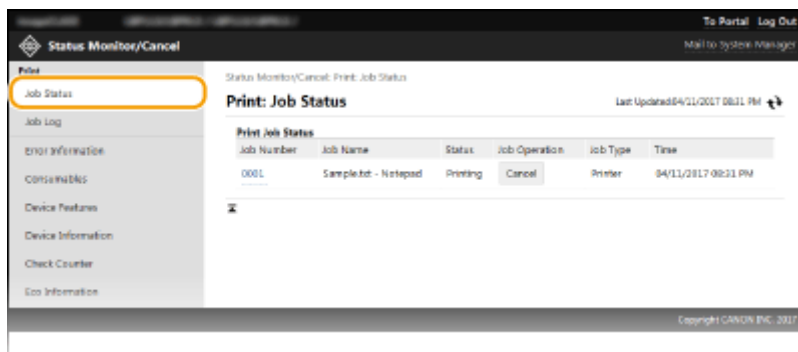 To Portal Log Out
Status Monitor/Cancel
Mail to System Manager
Print
Job Status
Job Log
Error Information
Consumables
Device Features
Device Information
Check Counter
Eco Information
Status Monitor/Cancel: Print: Job Status
Print: Job Status
Last Updated:04/11/2017 08:31 PM
Print Job Status
Job Number Job Name Status Job Operation Job Type Time
0001 Sample.txt - Notepad Printing Cancel Printer 04/11/2017 08:31 PM
Copyright CANON INC. 2017